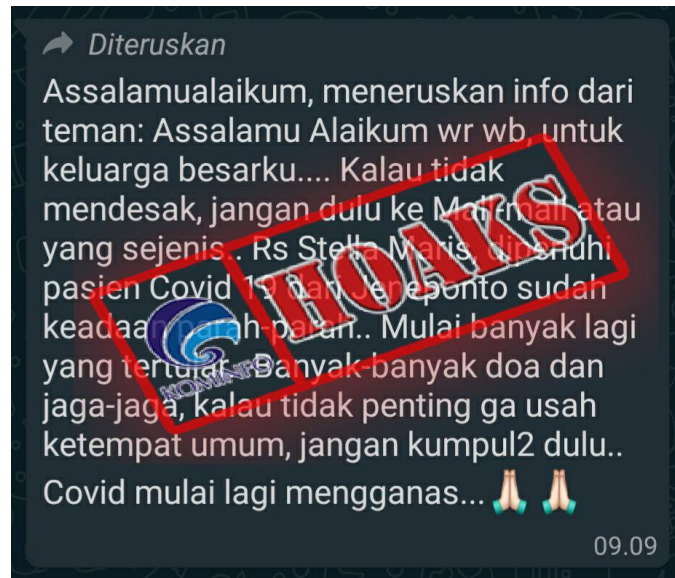 Diteruskan
Assalamualaikum, meneruskan info dari
teman: Assalamu Alaikum wr wb, untuk
keluarga besarku.... Kalau tidak
mendesak, jangan dulu ke Mall-mall atau
yang sejenis.. Rs Stella Maris, dipenuhi
pasien Covid 19 dari Jeneponto sudah
keadaan parah-parah.. Mulai banyak lagi
yang tertular.. Banyak-banyak doa dan
jaga-jaga, kalau tidak penting ga usah
ketempat umum, jangan kumpul2 dulu..
Covid mulai lagi mengganas... 🙏🏻 🙏🏻
09.09
HOAKS
KOMINFO